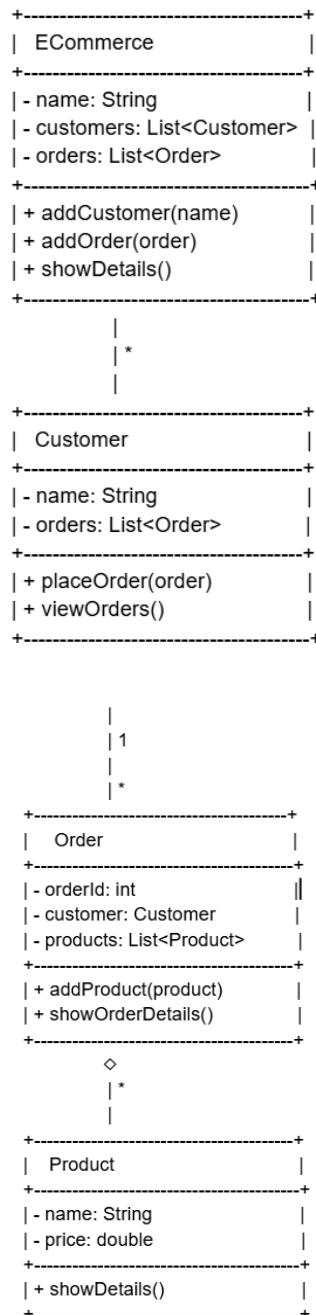 +---------------------------------------+
|   ECommerce                           |
+---------------------------------------+
| - name: String                        |
| - customers: List<Customer>  |
| - orders: List<Order>                 |
+---------------------------------------+
| + addCustomer(name)             |
| + addOrder(order)                   |
| + showDetails()                       |
+---------------------------------------+
|
| *
|
+---------------------------------------+
|   Customer                              |
+---------------------------------------+
| - name: String                        |
| - orders: List<Order>               |
+---------------------------------------+
| + placeOrder(order)                |
| + viewOrders()                        |
+---------------------------------------+
|
| 1
|
| *
+---------------------------------------+
|    Order                                   |
+---------------------------------------+
| - orderId: int                           ||
| - customer: Customer              |
| - products: List<Product>         |
+---------------------------------------+
| + addProduct(product)            |
| + showOrderDetails()              |
+---------------------------------------+
◇
| *
|
+---------------------------------------+
|   Product                                 |
+---------------------------------------+
| - name: String                         |
| - price: double                        |
+---------------------------------------+
| + showDetails()                      |
+---------------------------------------+